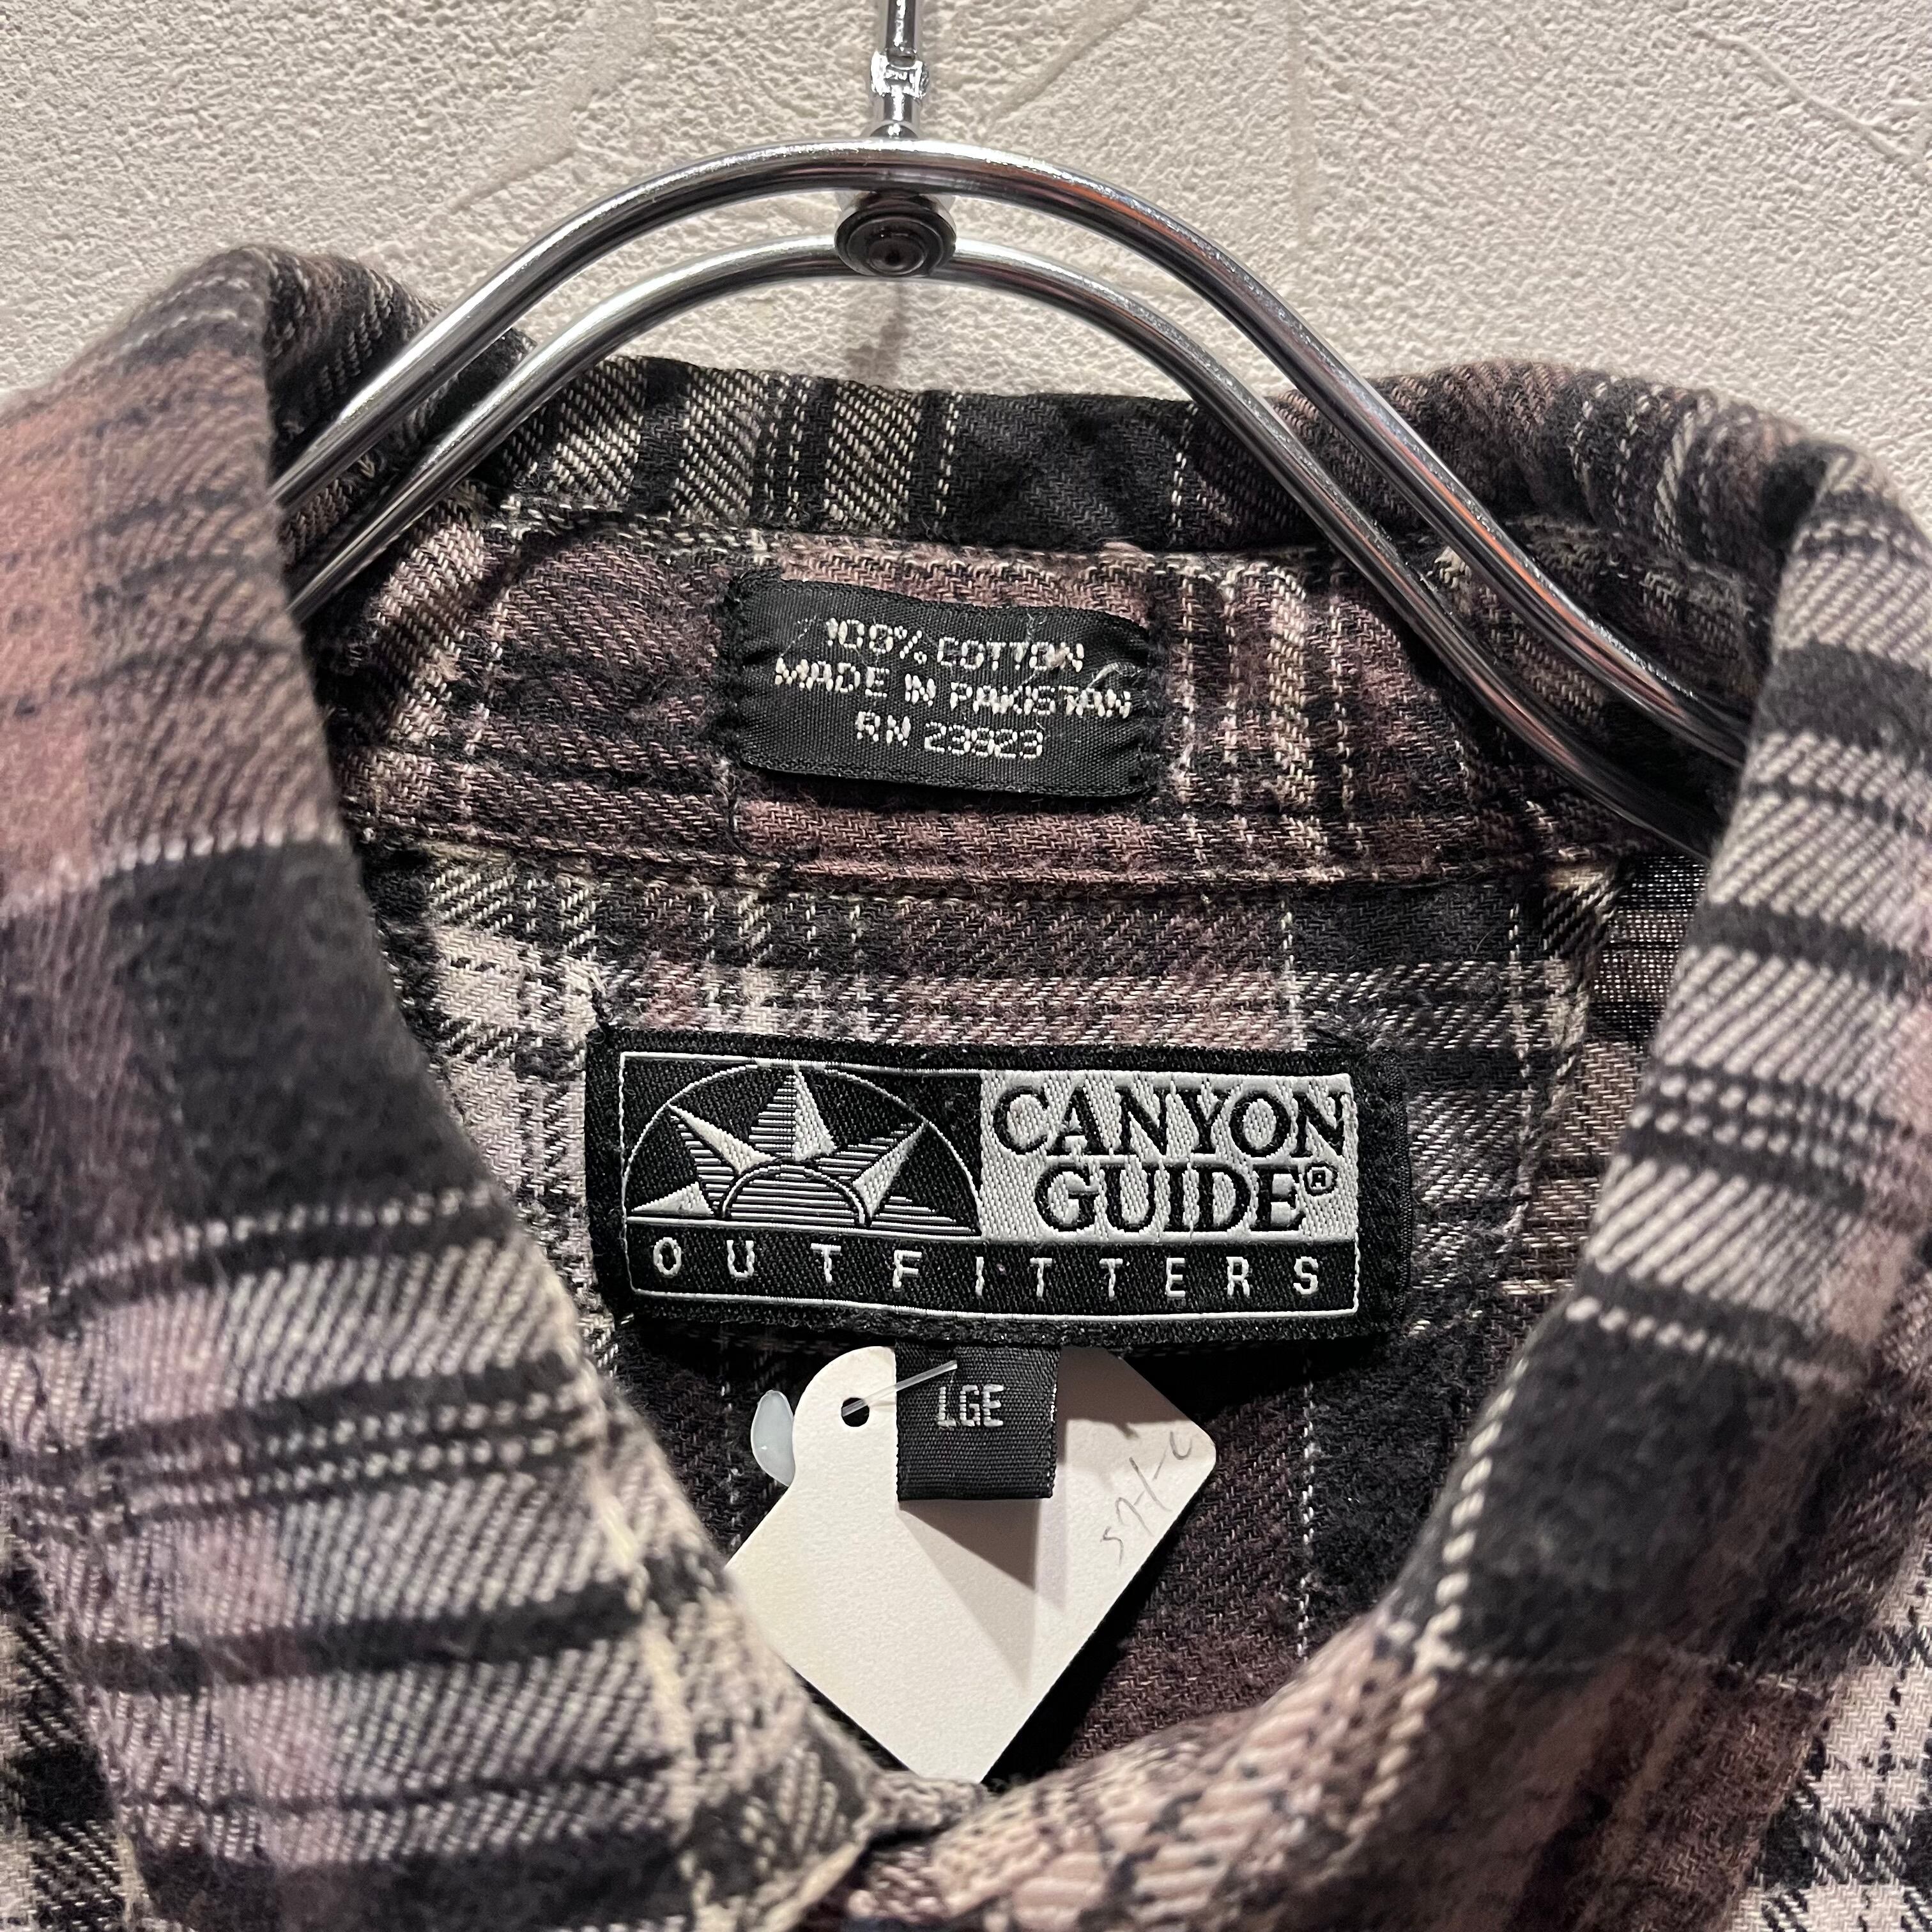 100% COTTON
MADE IN PAKISTAN
RN 23923
CANYON
GUIDE®
OUTFITTERS
LGE